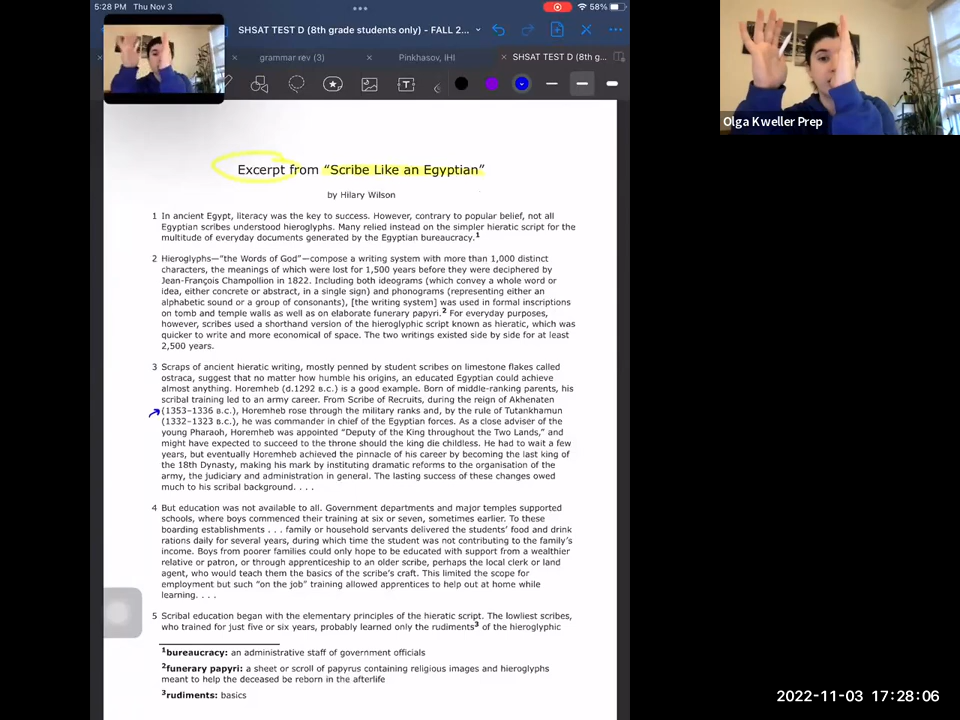 5:28 PM Thu Nov 3
58%
SHSAT TEST D (8th grade students only) - FALL 2...
grammar rev (3)
Pinkhasov, IHI
SHSAT TEST D (8th g...
Olga Kweller Prep
Excerpt from “Scribe Like an Egyptian”
by Hilary Wilson
1 In ancient Egypt, literacy was the key to success. However, contrary to popular belief, not all
Egyptian scribes understood hieroglyphs. Many relied instead on the simpler hieratic script for the
multitude of everyday documents generated by the Egyptian bureaucracy.1
2 Hieroglyphs—“the Words of God”—compose a writing system with more than 1,000 distinct
characters, the meanings of which were lost for 1,500 years before they were deciphered by
Jean-François Champollion in 1822. Including both ideograms (which convey a whole word or
idea, either concrete or abstract, in a single sign) and phonograms (representing either an
alphabetic sound or a group of consonants), [the writing system] was used in formal inscriptions
on tomb and temple walls as well as on elaborate funerary papyri.2 For everyday purposes,
however, scribes used a shorthand version of the hieroglyphic script known as hieratic, which was
quicker to write and more economical of space. The two writings existed side by side for at least
2,500 years.
3 Scraps of ancient hieratic writing, mostly penned by student scribes on limestone flakes called
ostraca, suggest that no matter how humble his origins, an educated Egyptian could achieve
almost anything. Horemheb (d.1292 B.C.) is a good example. Born of middle-ranking parents, his
scribal training led to an army career. From Scribe of Recruits, during the reign of Akhenaten
(1353–1336 B.C.), Horemheb rose through the military ranks and, by the rule of Tutankhamun
(1332–1323 B.C.), he was commander in chief of the Egyptian forces. As a close adviser of the
young Pharaoh, Horemheb was appointed “Deputy of the King throughout the Two Lands,” and
might have expected to succeed to the throne should the king die childless. He had to wait a few
years, but eventually Horemheb achieved the pinnacle of his career by becoming the last king of
the 18th Dynasty, making his mark by instituting dramatic reforms to the organisation of the
army, the judiciary and administration in general. The lasting success of these changes owed
much to his scribal background. . . .
4 But education was not available to all. Government departments and major temples supported
schools, where boys commenced their training at six or seven, sometimes earlier. To these
boarding establishments . . . family or household servants delivered the students’ food and drink
rations daily for several years, during which time the student was not contributing to the family’s
income. Boys from poorer families could only hope to be educated with support from a wealthier
relative or patron, or through apprenticeship to an older scribe, perhaps the local clerk or land
agent, who would teach them the basics of the scribe’s craft. This limited the scope for
employment but such “on the job” training allowed apprentices to help out at home while
learning. . . .
5 Scribal education began with the elementary principles of the hieratic script. The lowliest scribes,
who trained for just five or six years, probably learned only the rudiments3 of the hieroglyphic
1bureaucracy: an administrative staff of government officials
2funerary papyri: a sheet or scroll of papyrus containing religious images and hieroglyphs
meant to help the deceased be reborn in the afterlife
3rudiments: basics
2022-11-03 17:28:06